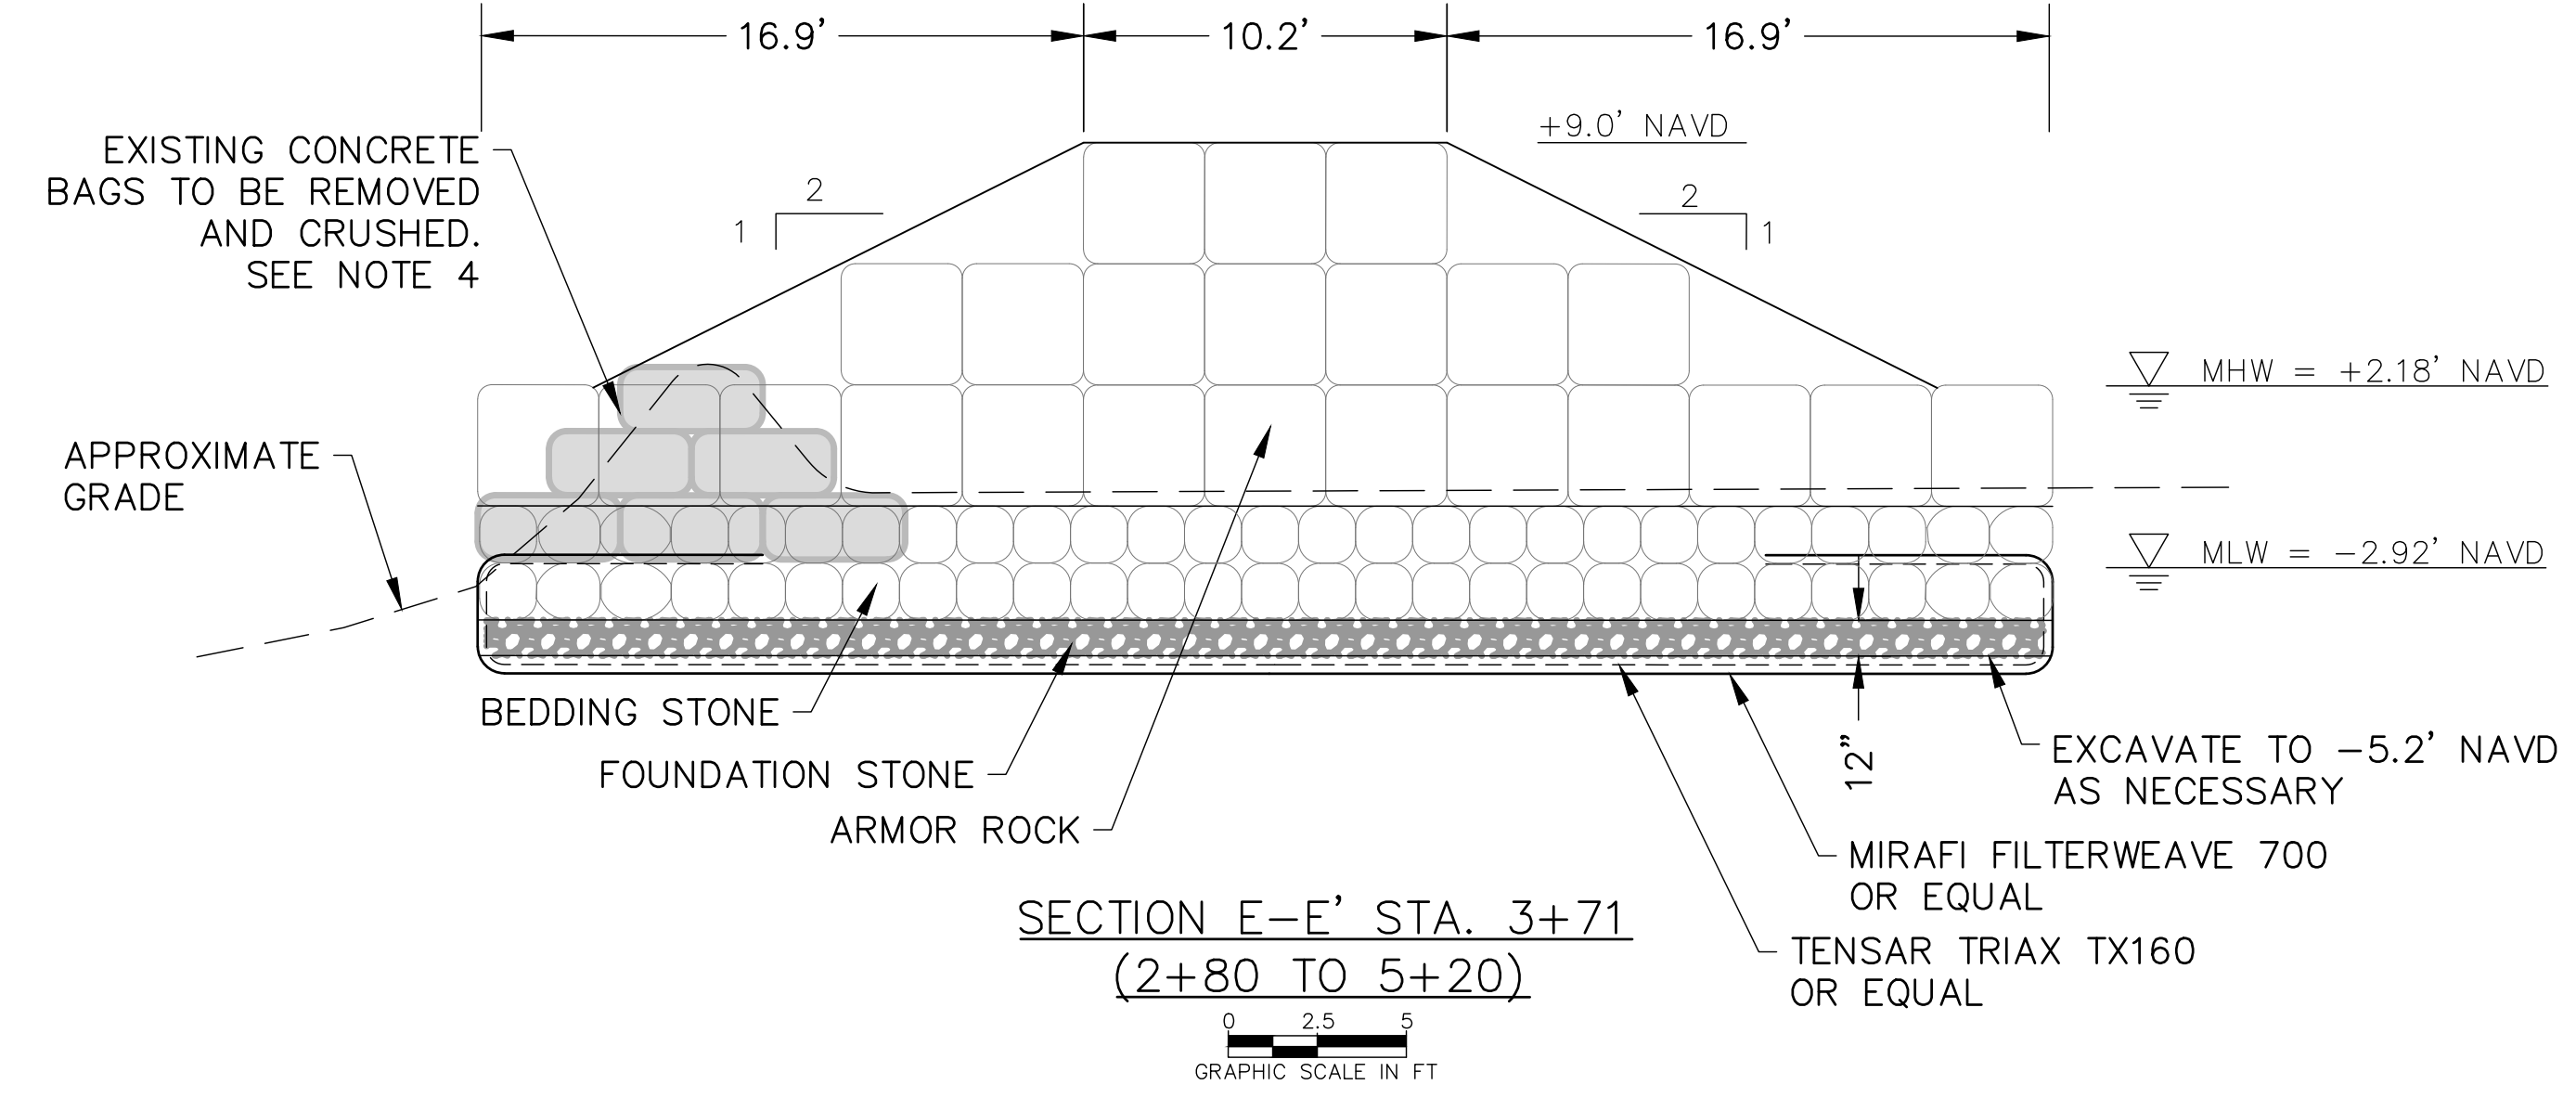 16.9’
10.2’
16.9’
+9.0’ NAVD
EXISTING CONCRETE
BAGS TO BE REMOVED
AND CRUSHED.
SEE NOTE 4
2
1
2
1
MHW = +2.18’ NAVD
APPROXIMATE
GRADE
MLW = −2.92’ NAVD
BEDDING STONE
FOUNDATION STONE
ARMOR ROCK
12”
EXCAVATE TO −5.2’ NAVD
AS NECESSARY
MIRAFI FILTERWEAVE 700
OR EQUAL
TENSAR TRIAX TX160
OR EQUAL
SECTION E−E’ STA. 3+71
(2+80 TO 5+20)
0 2.5 5
GRAPHIC SCALE IN FT